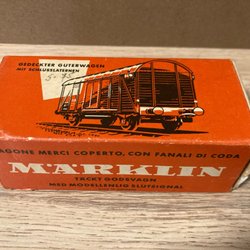 GEDECKTER GÜTERWAGEN
MIT SCHLUSSLATERNEN
VAGONE MERCI COPERTO, CON FANALI DI CODA
MÄRKLIN
TÄCKT GODSVAGN
MED MODELLENLIG SLUTSIGNAL